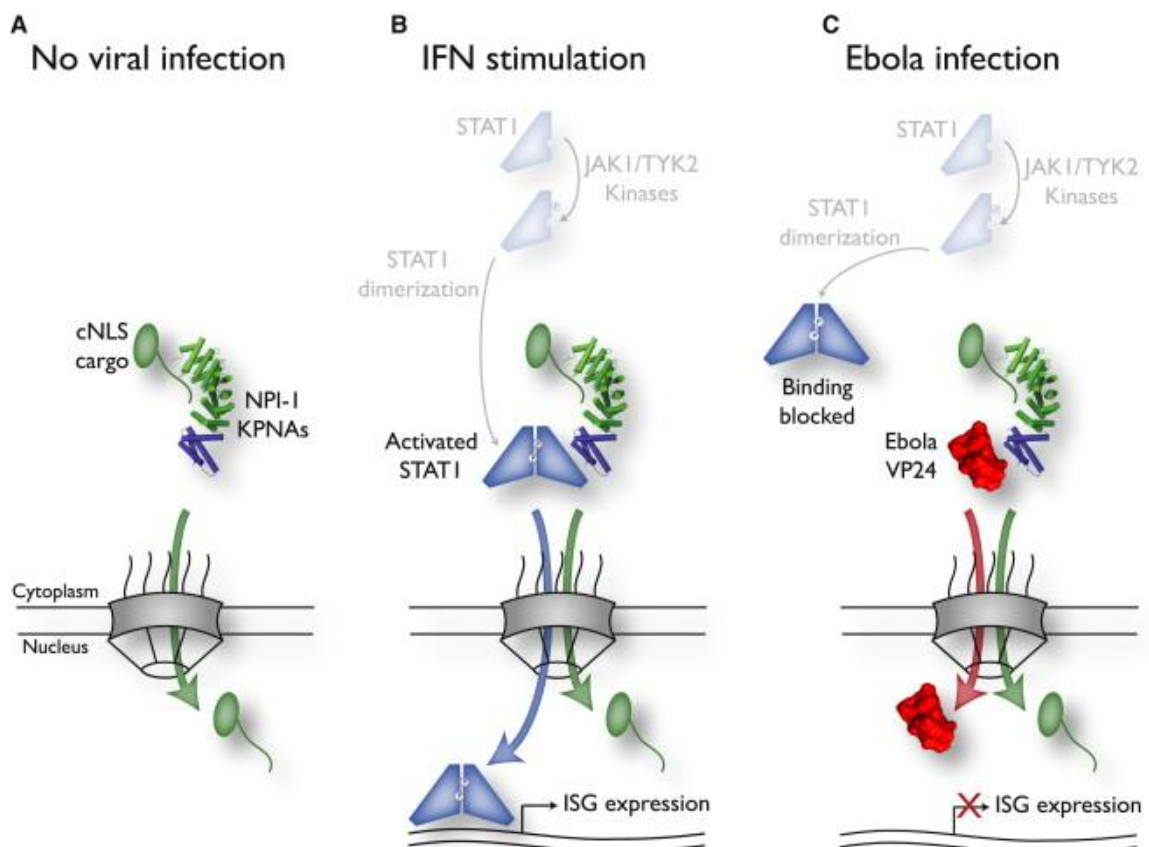 A
No viral infection
cNLS
cargo
NPI-1
KPNAs
Cytoplasm
Nucleus
B
IFN stimulation
STAT1
JAK1/TYK2
Kinases
STAT1
dimerization
Activated
STAT1
ISG expression
C
Ebola infection
STAT1
JAK1/TYK2
Kinases
STAT1
dimerization
Binding
blocked
Ebola
VP24
ISG expression